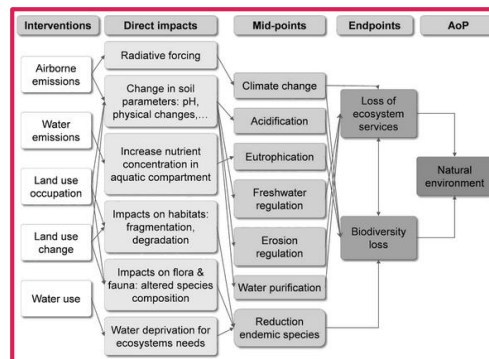 Interventions
Direct impacts
Mid-points
Endpoints
AoP
Airborne
emissions
Water
emissions
Land use
occupation
Land use
change
Water use
Radiative forcing
Change in soil
parameters: pH,
physical changes,...
Increase nutrient
concentration in
aquatic compartment
Impacts on habitats:
fragmentation,
degradation
Impacts on flora &
fauna: altered species
composition
Water deprivation for
ecosystems needs
Climate change
Acidification
Eutrophication
Freshwater
regulation
Erosion
regulation
Water purification
Reduction
endemic species
Loss of
ecosystem
services
Biodiversity
loss
Natural
environment